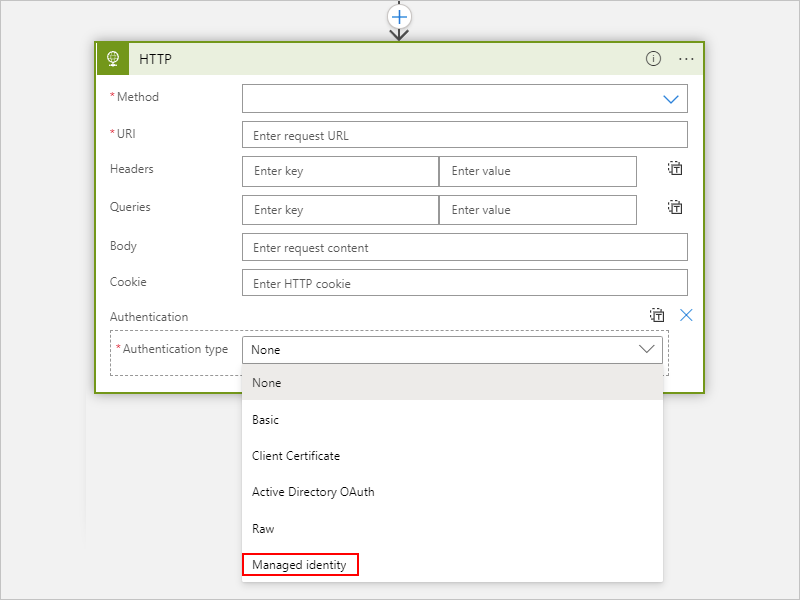 HTTP
* Method
* URI
Enter request URL
Headers
Enter key
Enter value
Queries
Enter key
Enter value
Body
Enter request content
Cookie
Enter HTTP cookie
Authentication
* Authentication type
None
None
Basic
Client Certificate
Active Directory OAuth
Raw
Managed identity